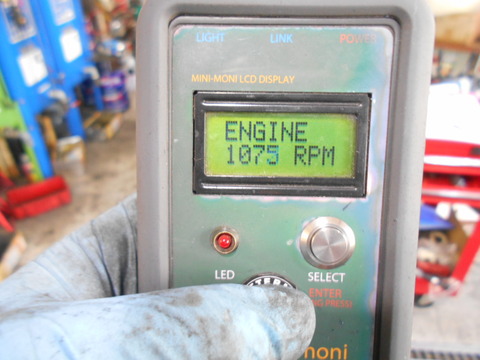 LIGHT LINK POWER
MINI-MONI LCD DISPLAY
ENGINE
1075 RPM
LED SELECT
ENTER
moni